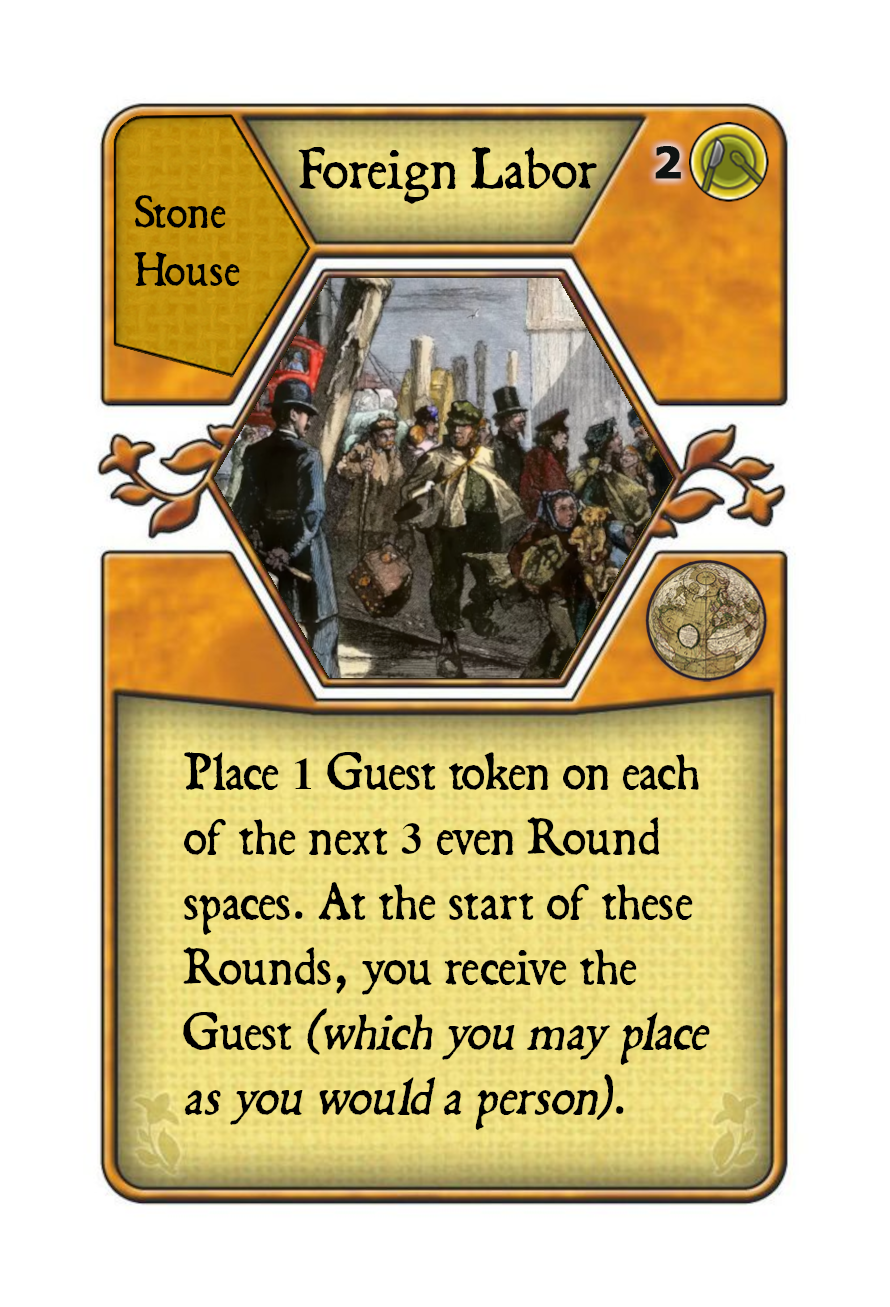 Foreign Labor
2
Stone
House
Place 1 Guest token on each
of the next 3 even Round
spaces. At the start of these
Rounds, you receive the
Guest (which you may place
as you would a person).